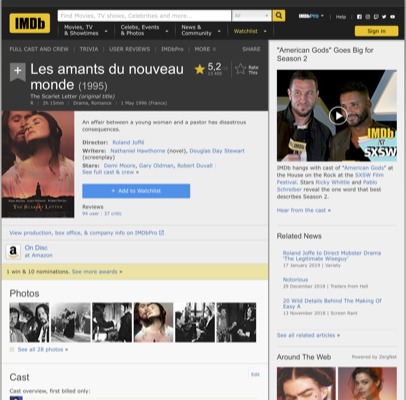 IMDb
Find Movies, TV shows, Celebrities and more...
All
IMDbPro
Help
Movies, TV
& Showtimes
Celebs, Events
& Photos
News &
Community
Watchlist
Sign in
FULL CAST AND CREW | TRIVIA | USER REVIEWS | IMDbPro | MORE
SHARE
Les amants du nouveau
monde (1995)
5,2
Rate
This
The Scarlet Letter (original title)
R | 2h 15min | Drama, Romance | 1 May 1996 (France)
An affair between a young woman and a pastor has disastrous
consequences.
Director: Roland Joffé
Writers: Nathaniel Hawthorne (novel), Douglas Day Stewart
(screenplay)
Stars: Demi Moore, Gary Oldman, Robert Duvall
See full cast & crew »
+ Add to Watchlist
Reviews
94 user · 37 critic
THE SCARLET LETTER
View production, box office, & company info on IMDbPro
On Disc
at Amazon
1 win & 10 nominations. See more awards »
Photos
See all 28 photos »
Cast
Edit
Cast overview, first billed only:
"American Gods" Goes Big for
Season 2
IMDb
AT
SXSW
IMDb hangs with cast of "American Gods" at
the House on the Rock at the SXSW Film
Festival. Stars Ricky Whittle and Pablo
Schreiber reveal the one word that best
describes Season 2.
Hear from the cast »
Related News
Roland Joffe to Direct Mobster Drama
'The Legitimate Wiseguy'
17 January 2019 | Variety
Notorious
29 December 2018 | Trailers from Hell
20 Wild Details Behind The Making Of
Easy A
13 November 2018 | Screen Rant
See all related articles »
Around The Web
Powered by ZergNet